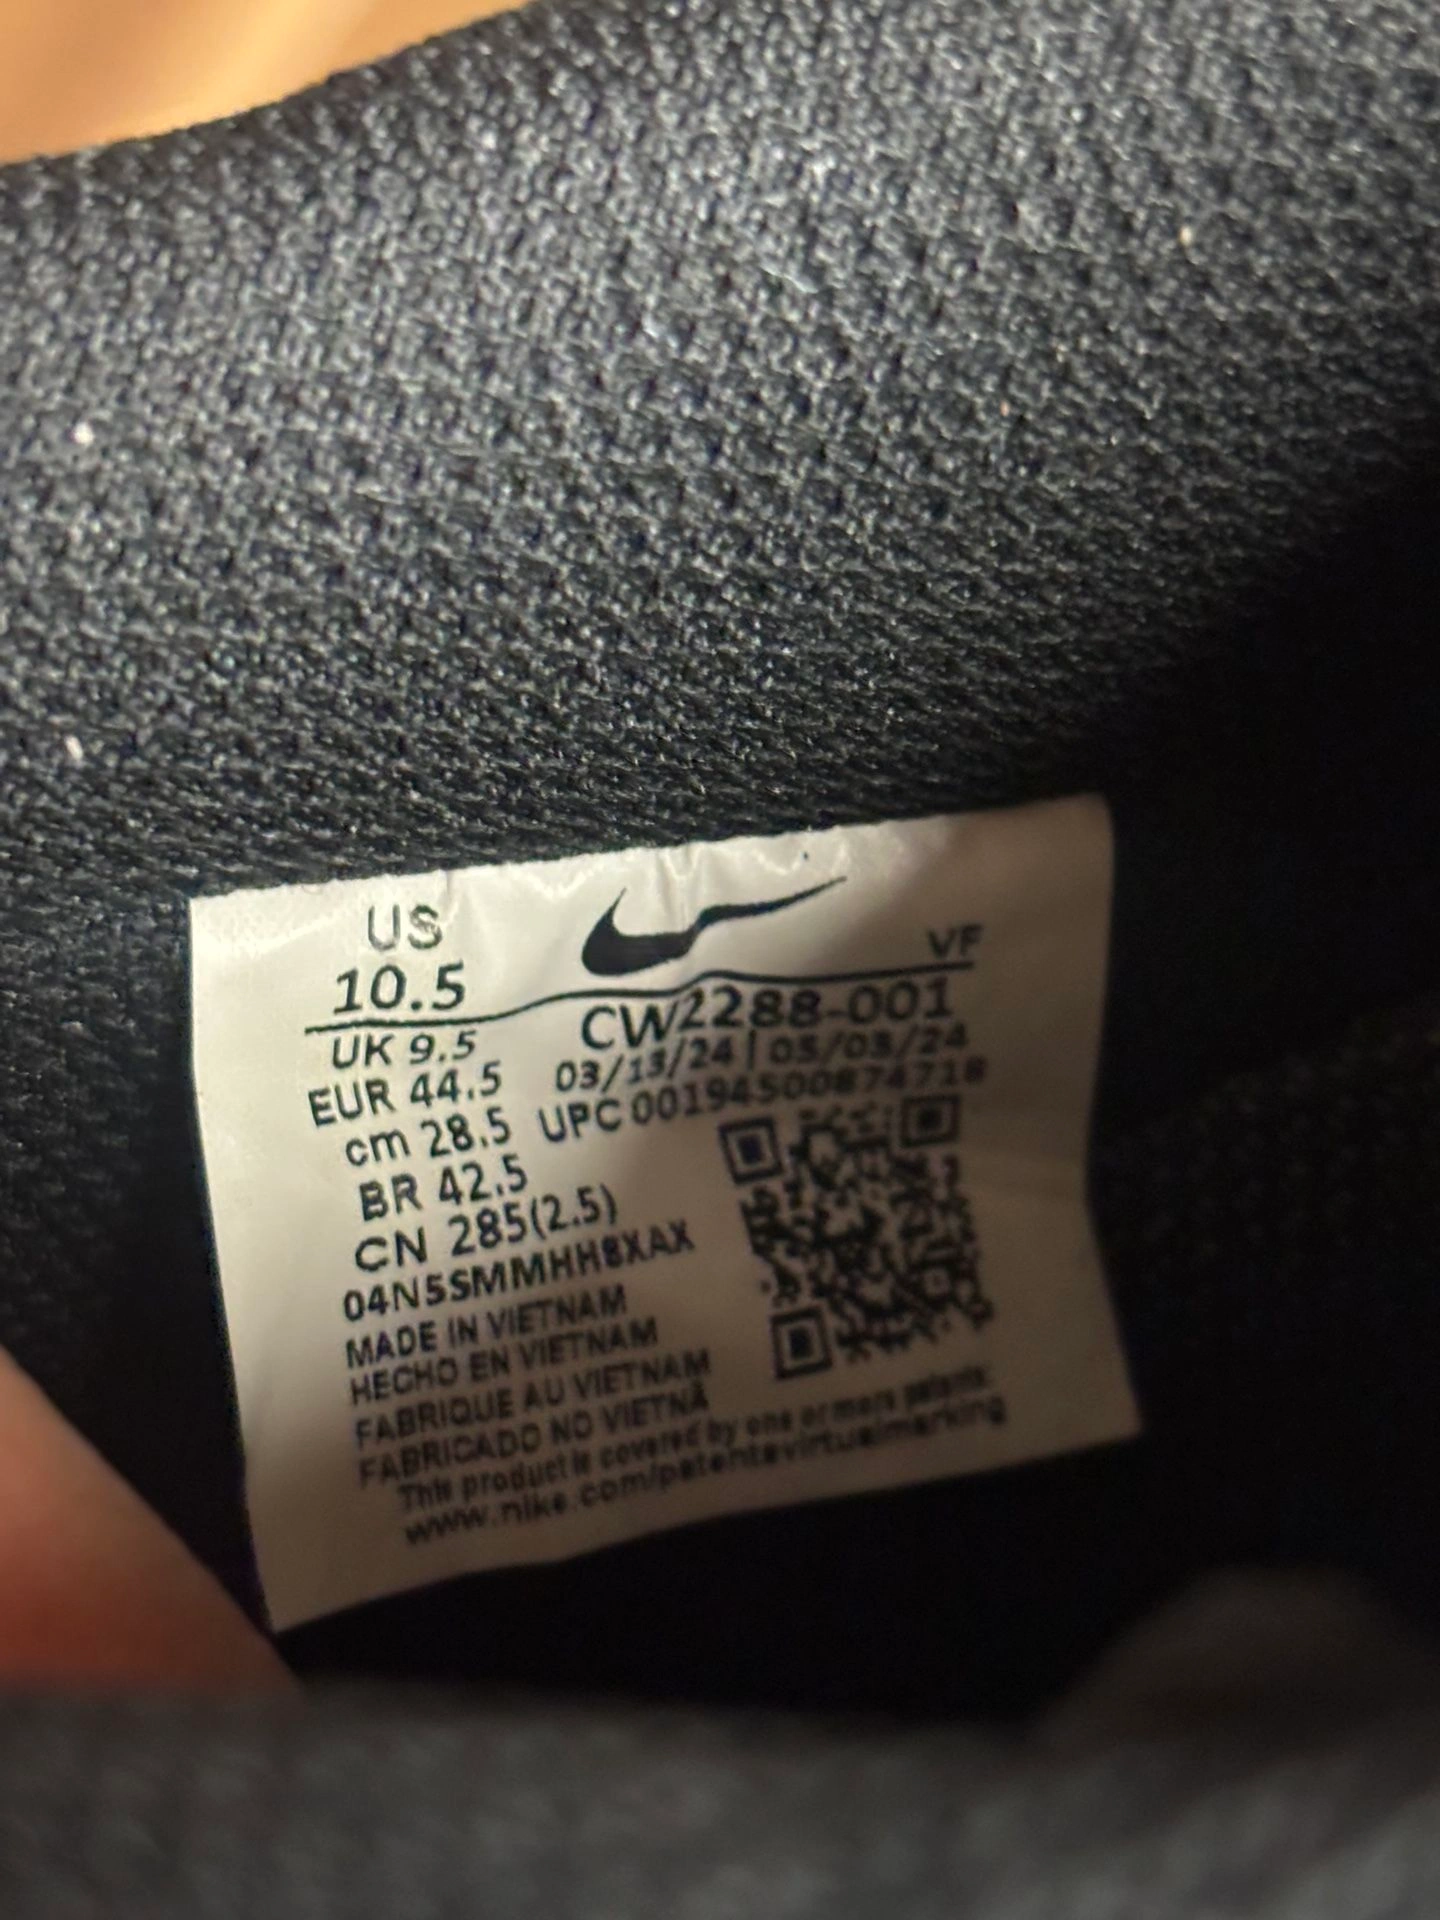 US
10.5
VF
UK 9.5
EUR 44.5
cm 28.5
BR 42.5
CN 285(2.5)
CW2288-001
03/13/24 | 05/03/24
UPC 00194500874718
04N5SMMHH8XAX
MADE IN VIETNAM
HECHO EN VIETNAM
FABRIQUE AU VIETNAM
FABRICADO NO VIETNÃ
This product is covered by one or more patents:
www.nike.com/patentsvirtualmarking